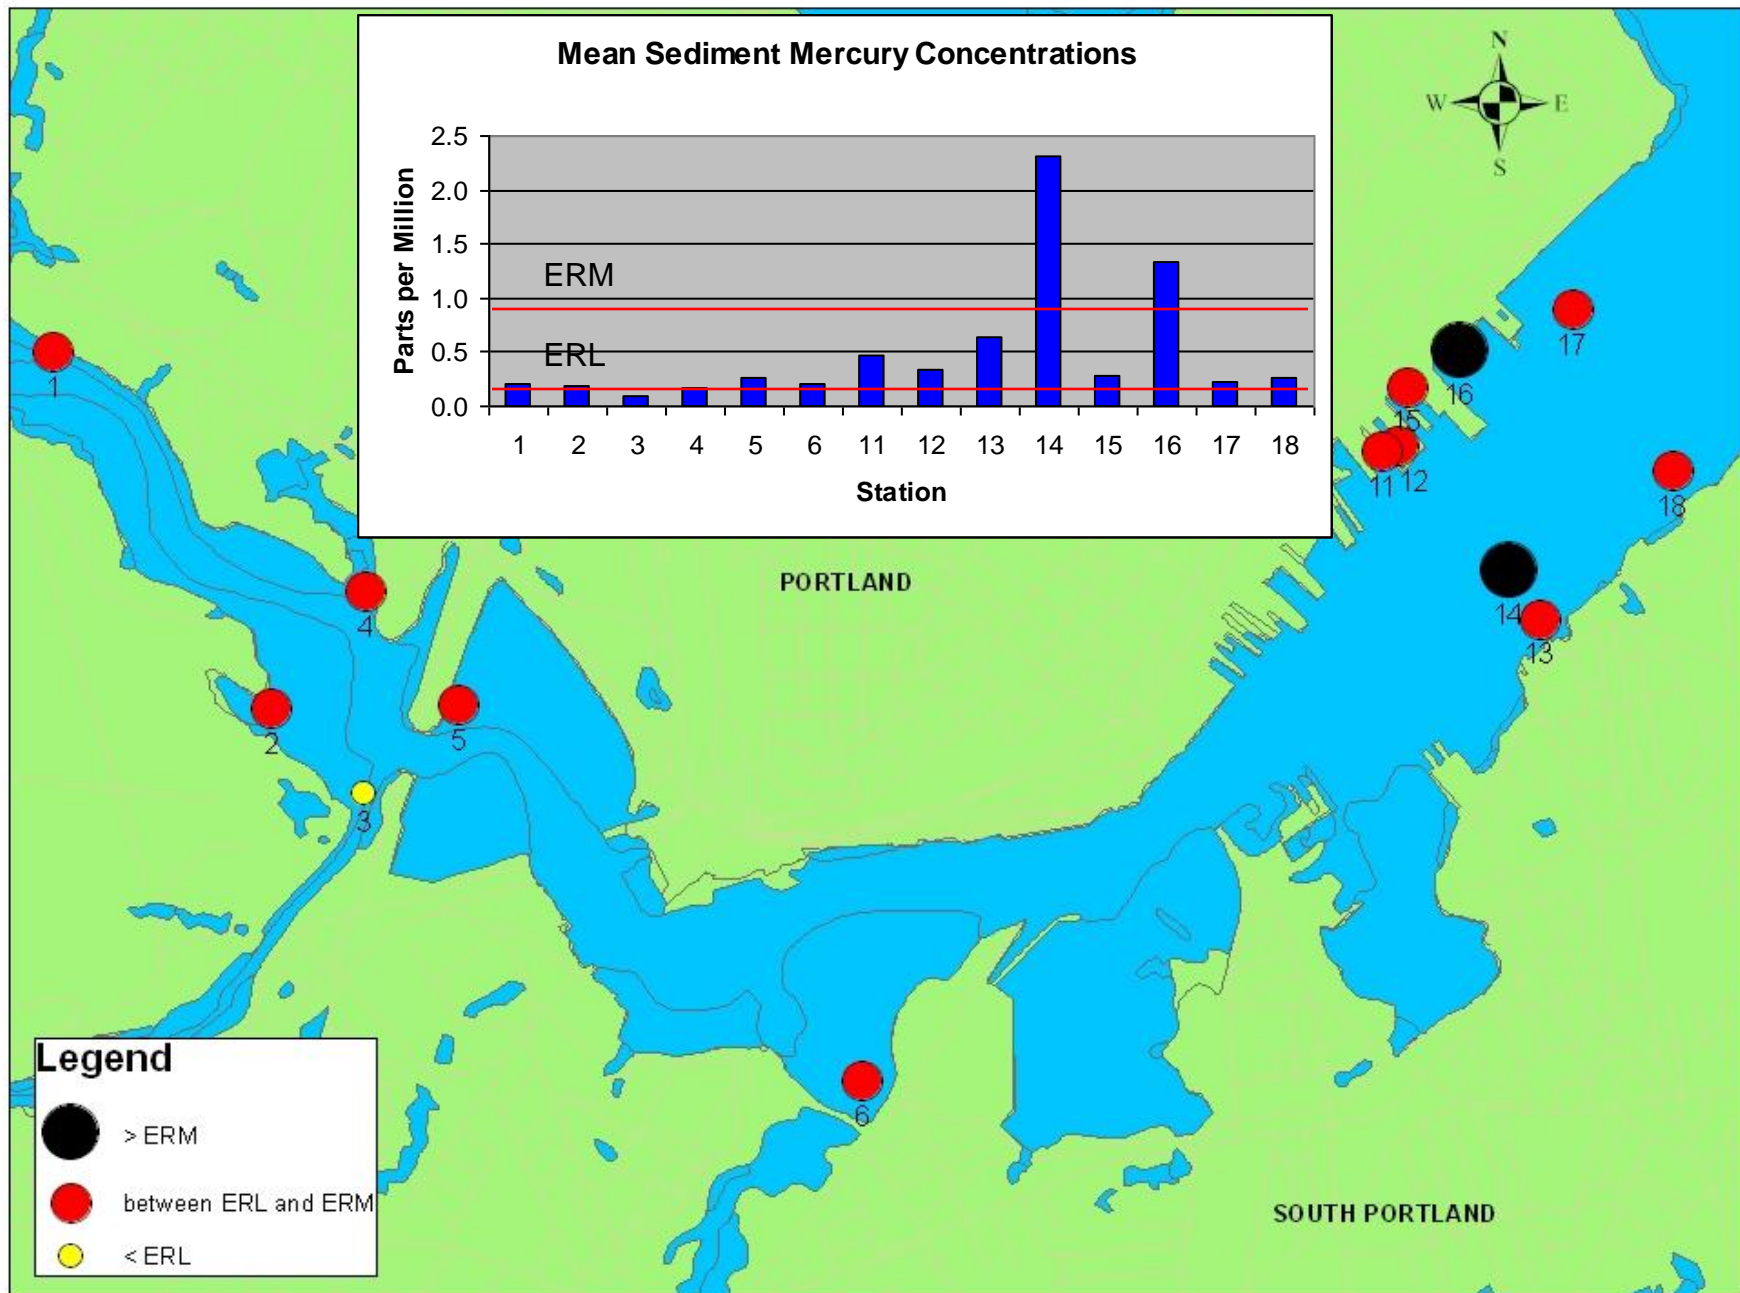 Mean Sediment Mercury Concentrations
N
W E
S
2.5
2.0
1.5
1.0
0.5
0.0
Parts per Million
ERM
ERL
1 2 3 4 5 6 11 12 13 14 15 16 17 18
Station
1
17
16
15
11 12
18
PORTLAND
4
14
13
2
5
3
6
Legend
> ERM
between ERL and ERM
< ERL
SOUTH PORTLAND